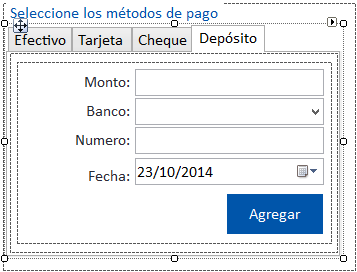 Seleccione los métodos de pago
Efectivo Tarjeta Cheque Depósito
Monto:
Banco:
Numero:
Fecha: 23/10/2014
Agregar